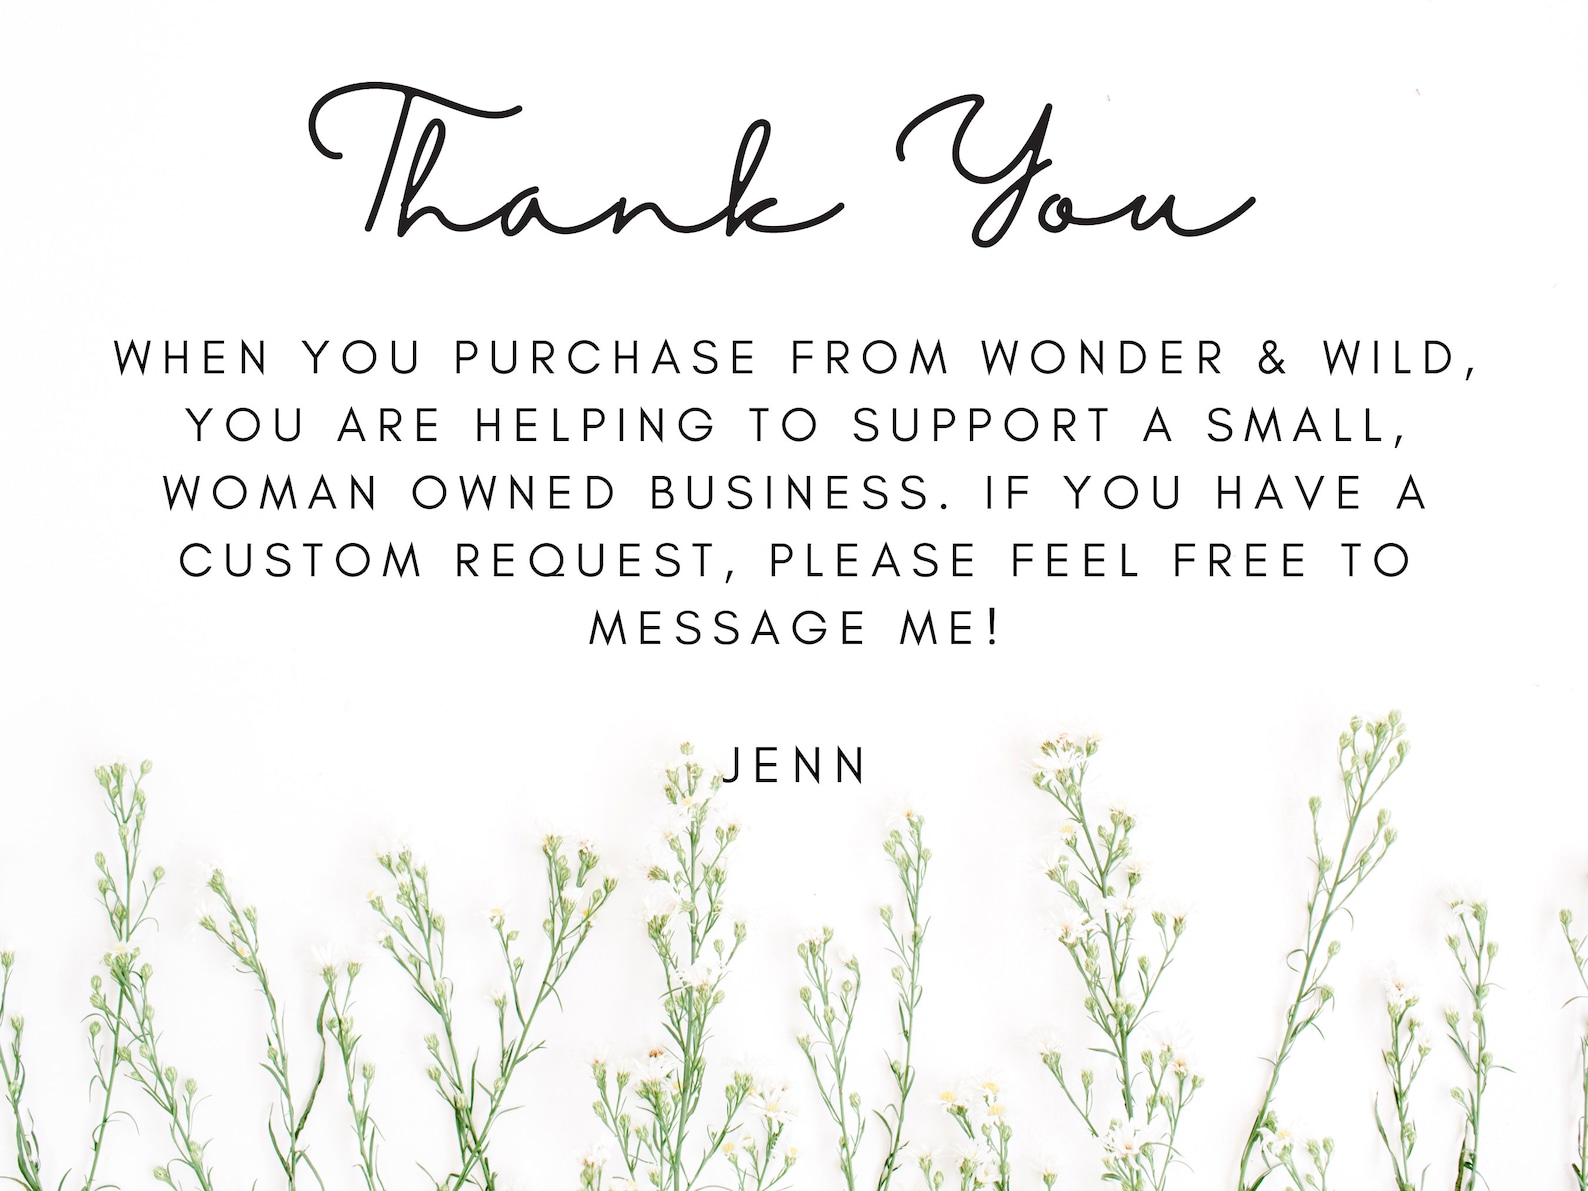 Thank You
WHEN YOU PURCHASE FROM WONDER & WILD,
YOU ARE HELPING TO SUPPORT A SMALL,
WOMAN OWNED BUSINESS. IF YOU HAVE A
CUSTOM REQUEST, PLEASE FEEL FREE TO
MESSAGE ME!
JENN